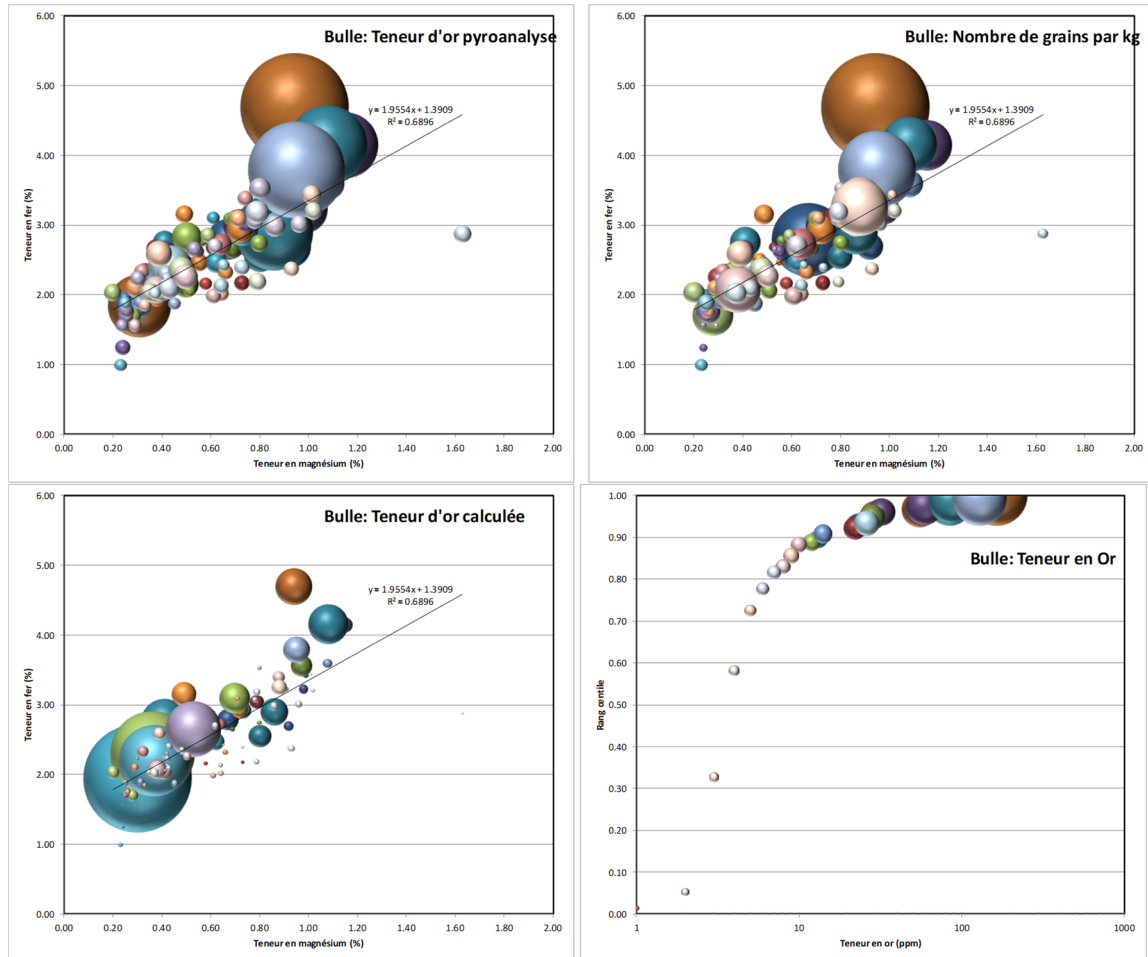 Bulle: Teneur d'or pyroanalyse
6.00
5.00
4.00
3.00
2.00
1.00
0.00
y = 1.9554x + 1.3909
R² = 0.6896
Teneur en fer (%)
0.00 0.20 0.40 0.60 0.80 1.00 1.20 1.40 1.60 1.80 2.00
Teneur en magnésium (%)
Bulle: Nombre de grains par kg
6.00
5.00
4.00
3.00
2.00
1.00
0.00
y = 1.9554x + 1.3909
R² = 0.6896
Teneur en fer (%)
0.00 0.20 0.40 0.60 0.80 1.00 1.20 1.40 1.60 1.80 2.00
Teneur en magnésium (%)
Bulle: Teneur d'or calculée
6.00
5.00
4.00
3.00
2.00
1.00
0.00
y = 1.9554x + 1.3909
R² = 0.6896
Teneur en fer (%)
0.00 0.20 0.40 0.60 0.80 1.00 1.20 1.40 1.60 1.80 2.00
Teneur en magnésium (%)
Bulle: Teneur en Or
1.00
0.90
0.80
0.70
0.60
0.50
0.40
0.30
0.20
0.10
0.00
Rang centile
1 10 100 1000
Teneur en or (ppm)